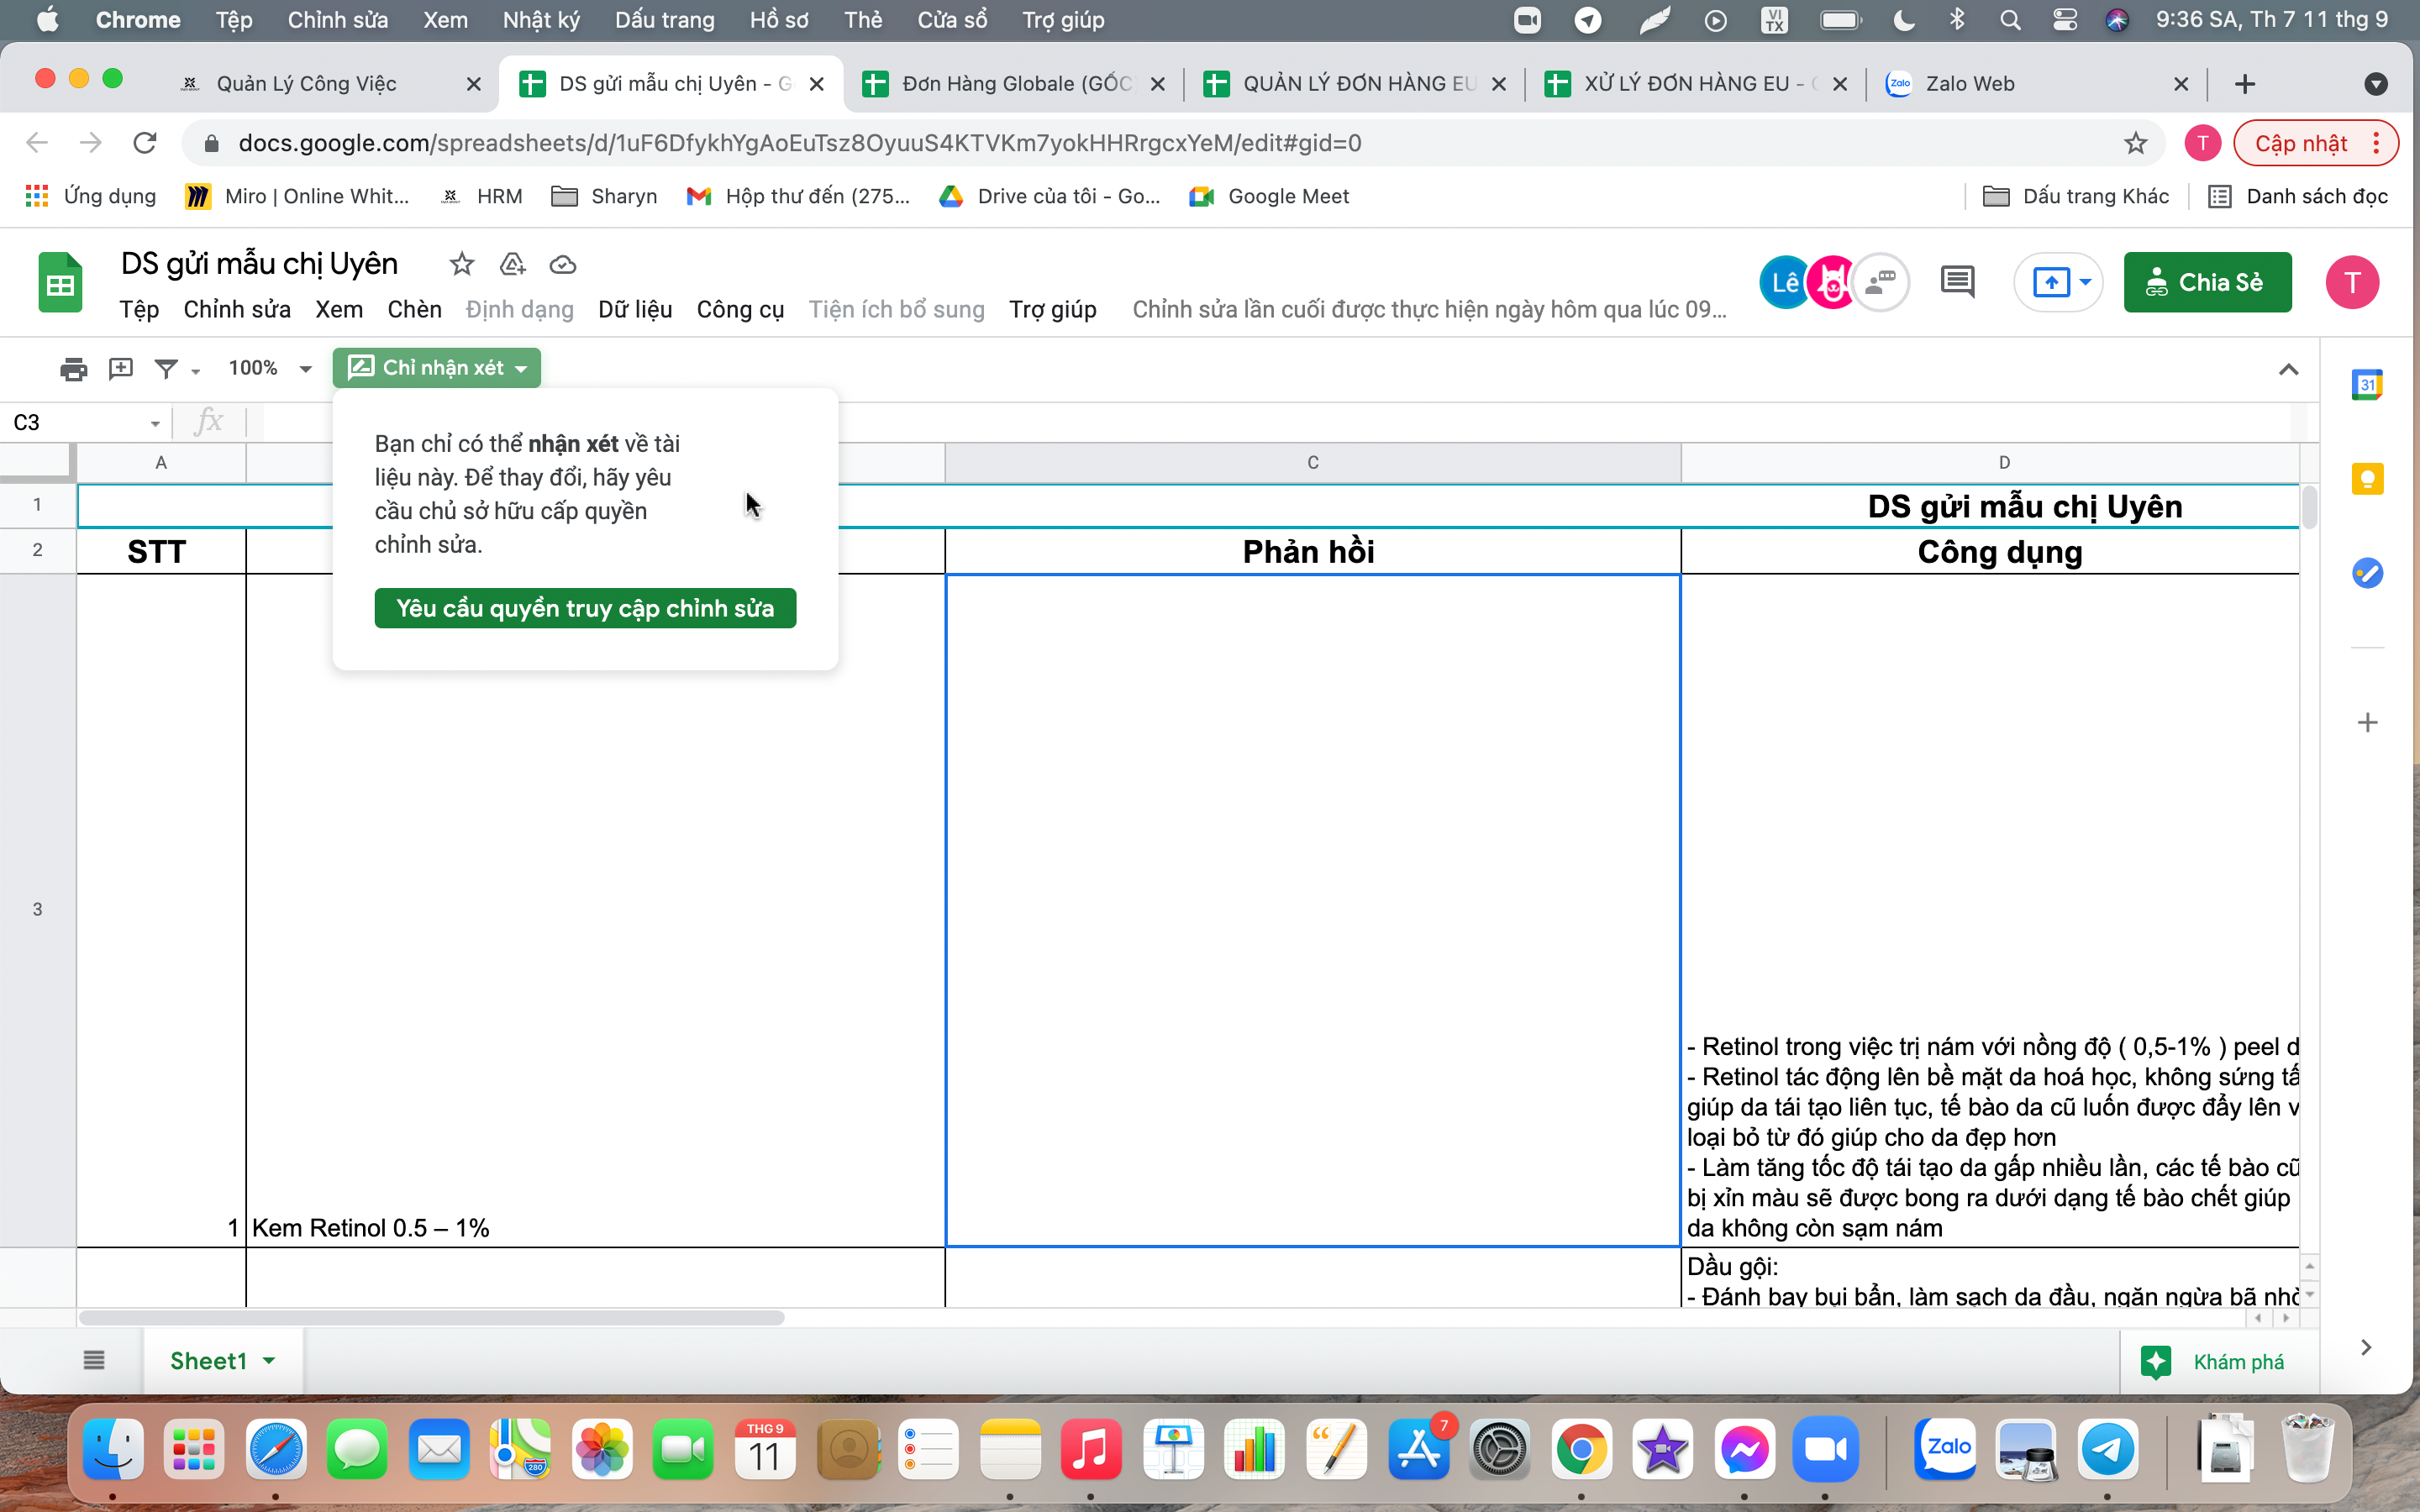 Chrome Tệp Chỉnh sửa Xem Nhật ký Dấu trang Hồ sơ Thẻ Cửa sổ Trợ giúp VI TX 9:36 SA, Th 7 11 thg 9
Quản Lý Công Việc DS gửi mẫu chị Uyên - G Đơn Hàng Globale (GỐC QUẢN LÝ ĐƠN HÀNG EU XỬ LÝ ĐƠN HÀNG EU - Zalo Zalo Web
docs.google.com/spreadsheets/d/1uF6DfykhYgAoEuTsz8OyuuS4KTVKm7yokHHRrgcxYeM/edit#gid=0 T Cập nhật
Ứng dụng Miro | Online Whit... HRM Sharyn Hộp thư đến (275... Drive của tôi - Go... Google Meet Dấu trang Khác Danh sách đọc
DS gửi mẫu chị Uyên
Lê Chia Sẻ T
Tệp Chỉnh sửa Xem Chèn Định dạng Dữ liệu Công cụ Tiện ích bổ sung Trợ giúp Chỉnh sửa lần cuối được thực hiện ngày hôm qua lúc 09...
100% Chỉ nhận xét
31
C3 fx
Bạn chỉ có thể nhận xét về tài
liệu này. Để thay đổi, hãy yêu
cầu chủ sở hữu cấp quyền
chỉnh sửa.
Yêu cầu quyền truy cập chỉnh sửa
A C D
1 DS gửi mẫu chị Uyên
2 STT Phản hồi Công dụng
3
- Retinol trong việc trị nám với nồng độ ( 0,5-1% ) peel d
- Retinol tác động lên bề mặt da hoá học, không sứng tấ
giúp da tái tạo liên tục, tế bào da cũ luốn được đẩy lên v
loại bỏ từ đó giúp cho da đẹp hơn
- Làm tăng tốc độ tái tạo da gấp nhiều lần, các tế bào cũ
bị xỉn màu sẽ được bong ra dưới dạng tế bào chết giúp
da không còn sạm nám
1 Kem Retinol 0.5 – 1%
Dầu gội:
- Đánh bay bụi bẩn, làm sạch da đầu, ngăn ngừa bã nhờ
Sheet1 Khám phá
280 THG 9 11 7 Zalo